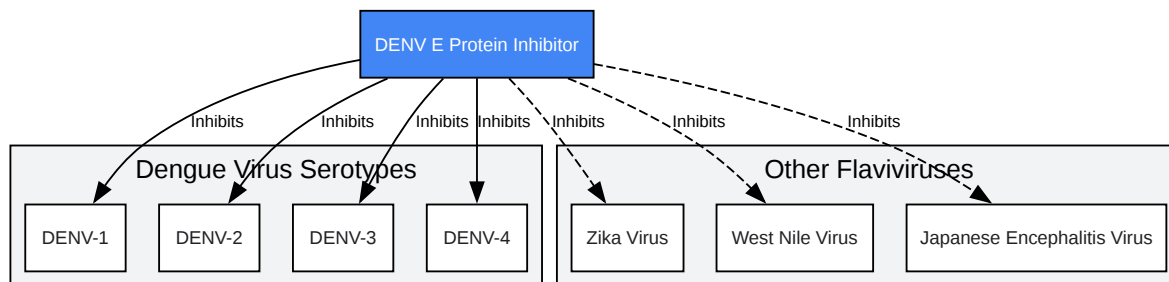 DENV E Protein Inhibitor
Inhibits Inhibits Inhibits Inhibits Inhibits Inhibits Inhibits
Dengue Virus Serotypes Other Flaviviruses
DENV-1 DENV-2 DENV-3 DENV-4 Zika Virus West Nile Virus Japanese Encephalitis Virus